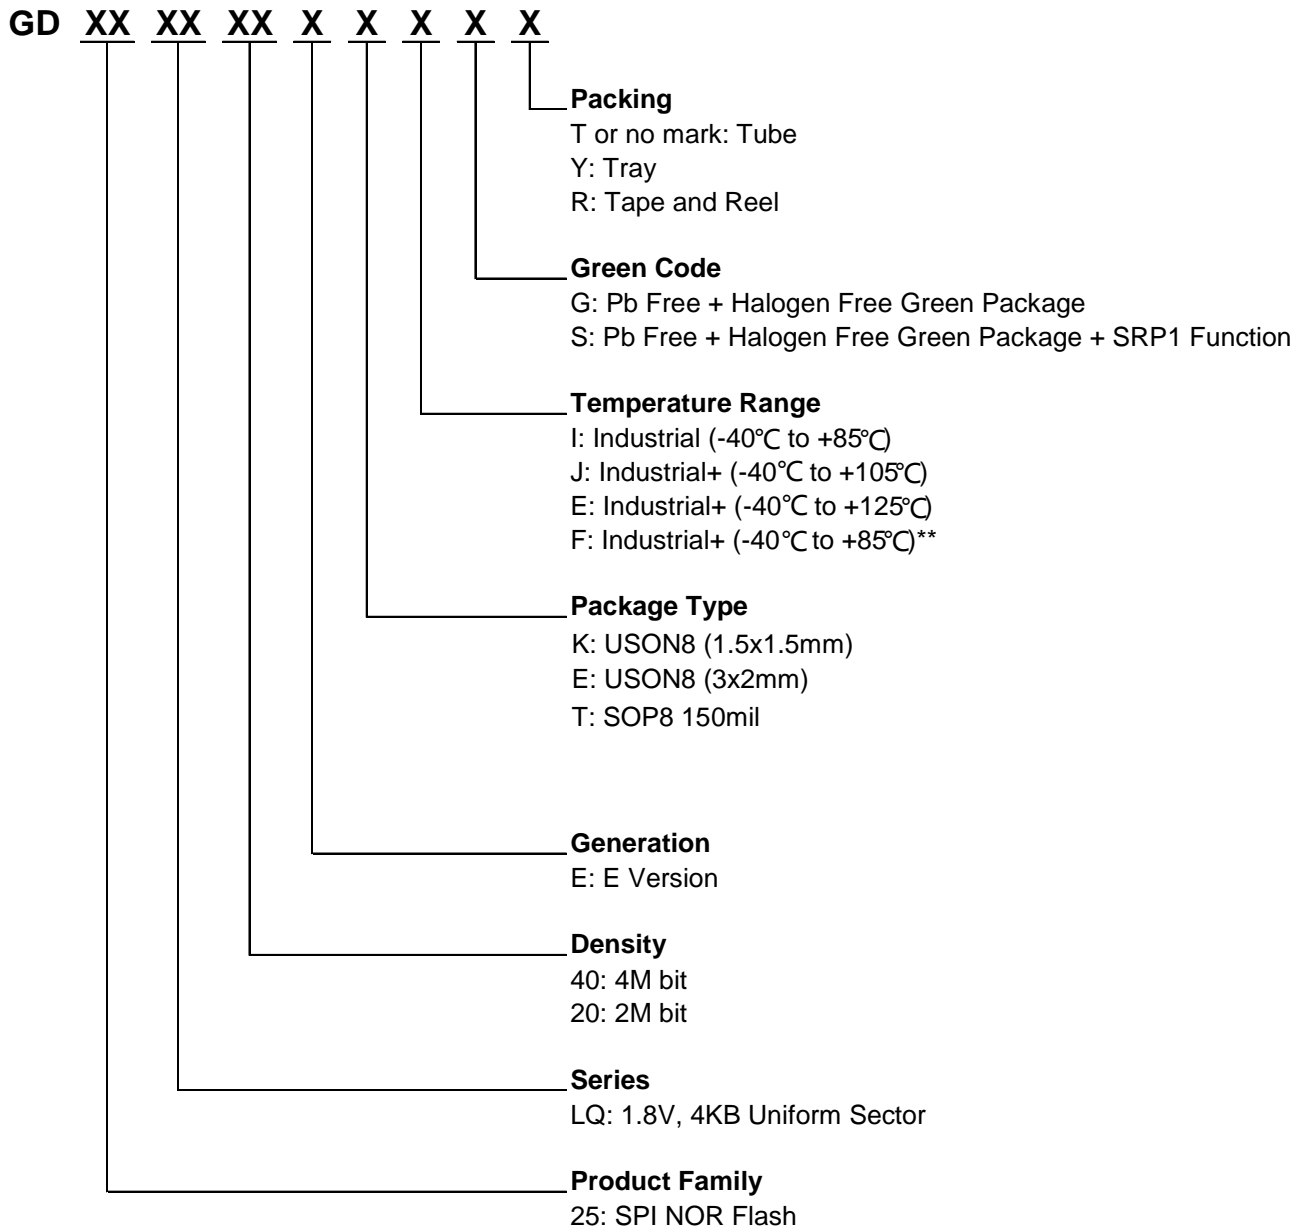 GD XX XX XX X X X X X
Packing
T or no mark: Tube
Y: Tray
R: Tape and Reel
Green Code
G: Pb Free + Halogen Free Green Package
S: Pb Free + Halogen Free Green Package + SRP1 Function
Temperature Range
I: Industrial (-40℃ to +85℃)
J: Industrial+ (-40℃ to +105℃)
E: Industrial+ (-40℃ to +125℃)
F: Industrial+ (-40℃ to +85℃)**
Package Type
K: USON8 (1.5x1.5mm)
E: USON8 (3x2mm)
T: SOP8 150mil
Generation
E: E Version
Density
40: 4M bit
20: 2M bit
Series
LQ: 1.8V, 4KB Uniform Sector
Product Family
25: SPI NOR Flash